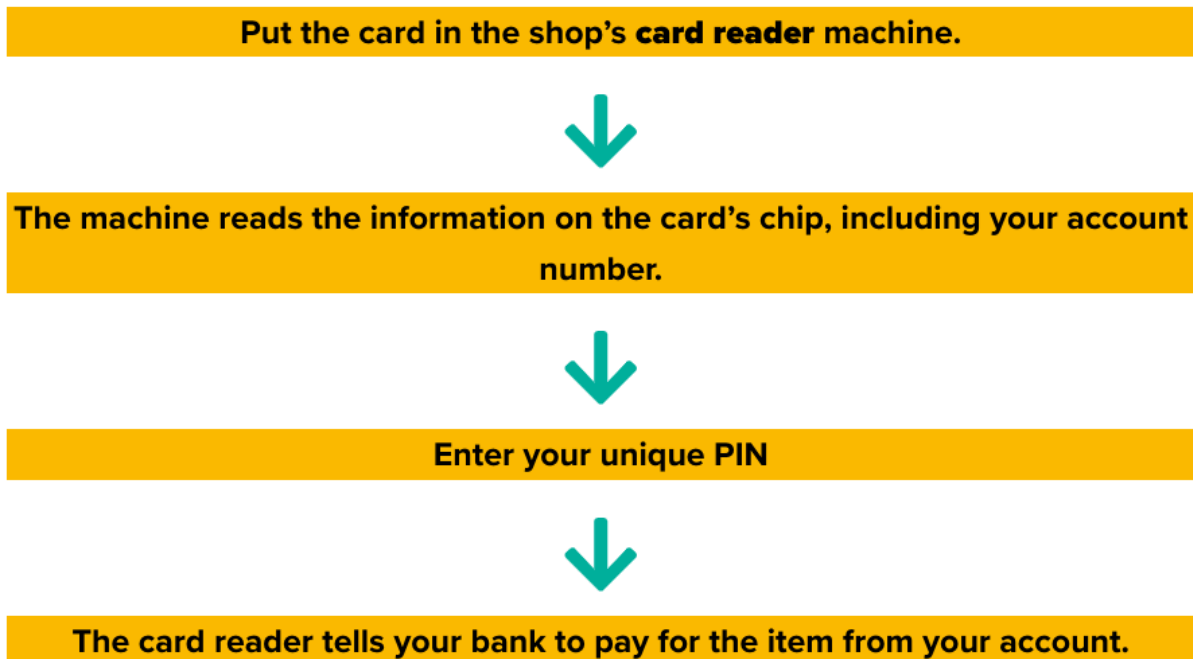 Put the card in the shop’s card reader machine.
The machine reads the information on the card’s chip, including your account
number.
Enter your unique PIN
The card reader tells your bank to pay for the item from your account.